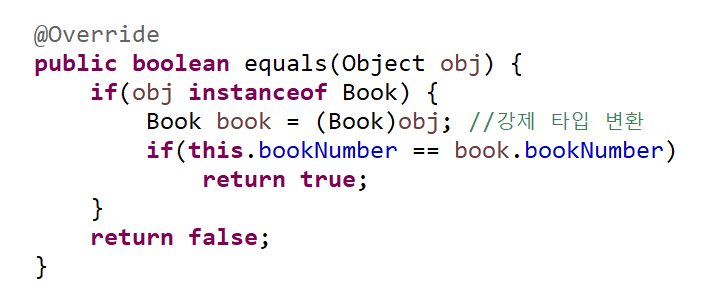 @Override
public boolean equals(Object obj) {
    if(obj instanceof Book) {
        Book book = (Book)obj; //강제 타입 변환
        if(this.bookNumber == book.bookNumber)
            return true;
    }
    return false;
}